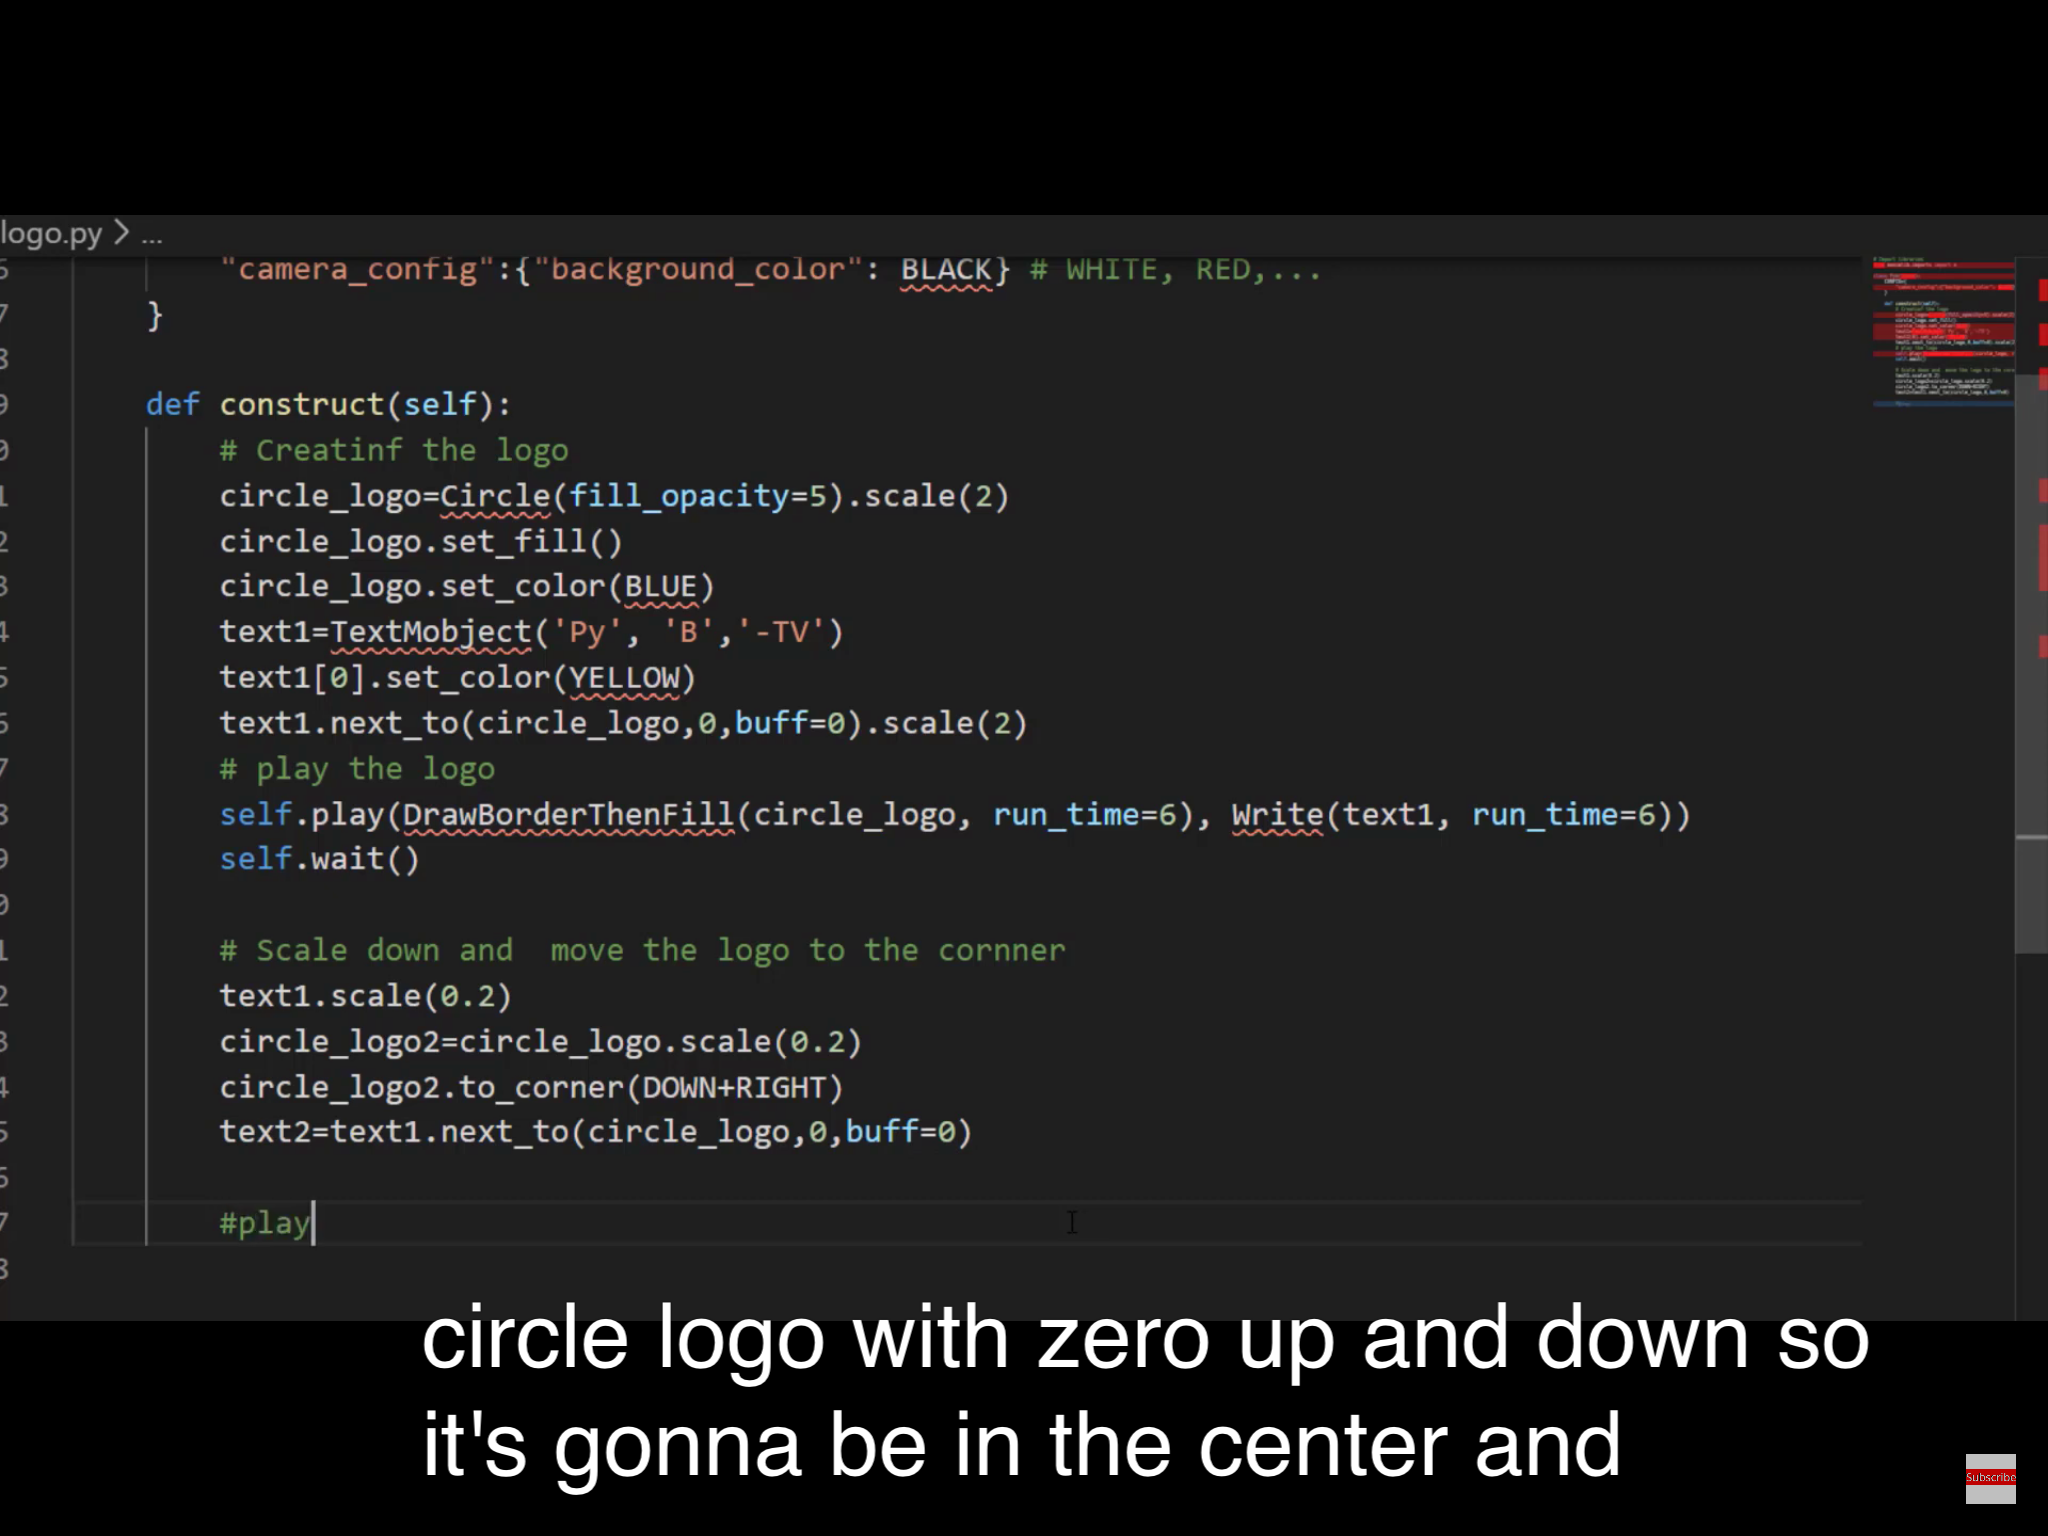 logo.py > ...
"camera_config":{"background_color": BLACK} # WHITE, RED,...
}
def construct(self):
# Creatinf the logo
circle_logo=Circle(fill_opacity=5).scale(2)
circle_logo.set_fill()
circle_logo.set_color(BLUE)
text1=TextMobject('Py', 'B','-TV')
text1[0].set_color(YELLOW)
text1.next_to(circle_logo,0,buff=0).scale(2)
# play the logo
self.play(DrawBorderThenFill(circle_logo, run_time=6), Write(text1, run_time=6))
self.wait()
# Scale down and  move the logo to the cornner
text1.scale(0.2)
circle_logo2=circle_logo.scale(0.2)
circle_logo2.to_corner(DOWN+RIGHT)
text2=text1.next_to(circle_logo,0,buff=0)
#play
circle logo with zero up and down so
it's gonna be in the center and
Subscribe